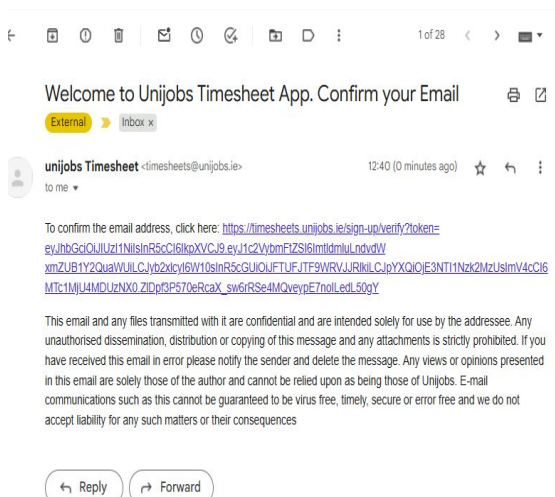 1 of 28
Welcome to Unijobs Timesheet App. Confirm your Email
External Inbox x
unijobs Timesheet <timesheets@unijobs.ie> 12:40 (0 minutes ago)
to me
To confirm the email address, click here: https://timesheets.unijobs.ie/sign-up/verify?token=
This email and any files transmitted with it are confidential and are intended solely for use by the addressee. Any
unauthorised dissemination, distribution or copying of this message and any attachments is strictly prohibited. If you
have received this email in error please notify the sender and delete the message. Any views or opinions presented
in this email are solely those of the author and cannot be relied upon as being those of Unijobs. E-mail
communications such as this cannot be guaranteed to be virus free, timely, secure or error free and we do not
accept liability for any such matters or their consequences
Reply Forward